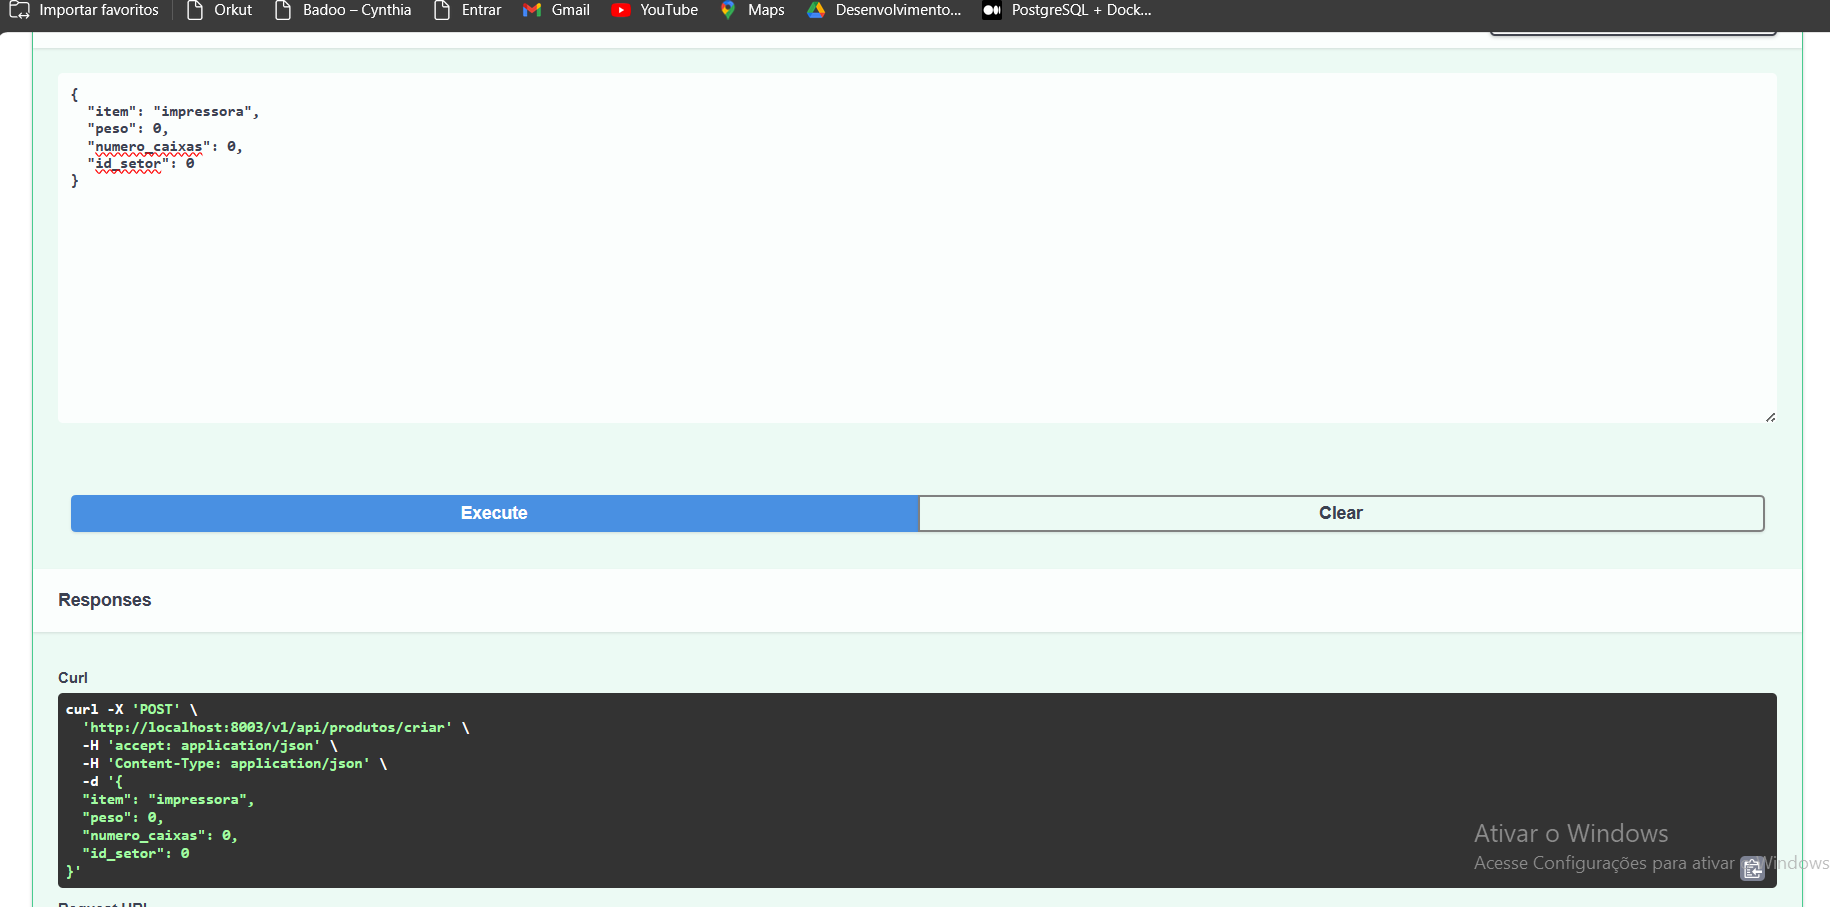 Importar favoritos Orkut Badoo – Cynthia Entrar Gmail YouTube Maps Desenvolvimento... PostgreSQL + Dock...
{
  "item": "impressora",
  "peso": 0,
  "numero_caixas": 0,
  "id_setor": 0
}
Execute Clear
Responses
Curl
curl -X 'POST' \
  'http://localhost:8003/v1/api/produtos/criar' \
  -H 'accept: application/json' \
  -H 'Content-Type: application/json' \
  -d '{
  "item": "impressora",
  "peso": 0,
  "numero_caixas": 0,
  "id_setor": 0
}'
Ativar o Windows
Acesse Configurações para ativar Windows
Request URL